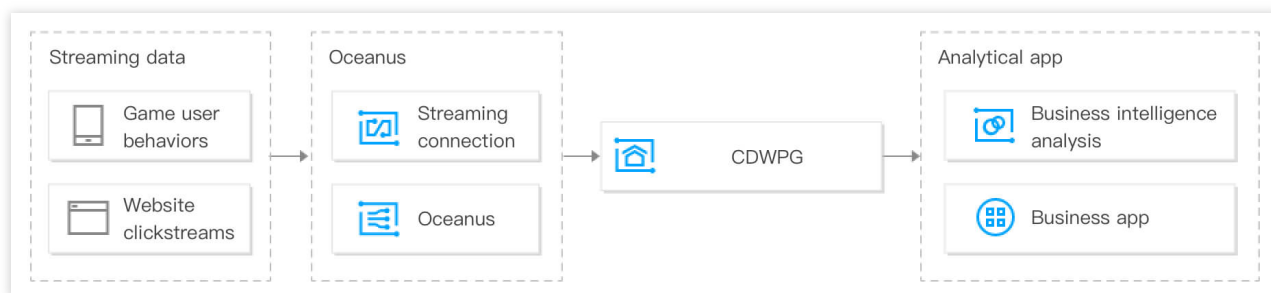 Streaming data
Game user
behaviors
Website
clickstreams
Oceanus
Streaming
connection
Oceanus
CDWPG
Analytical app
Business intelligence
analysis
Business app